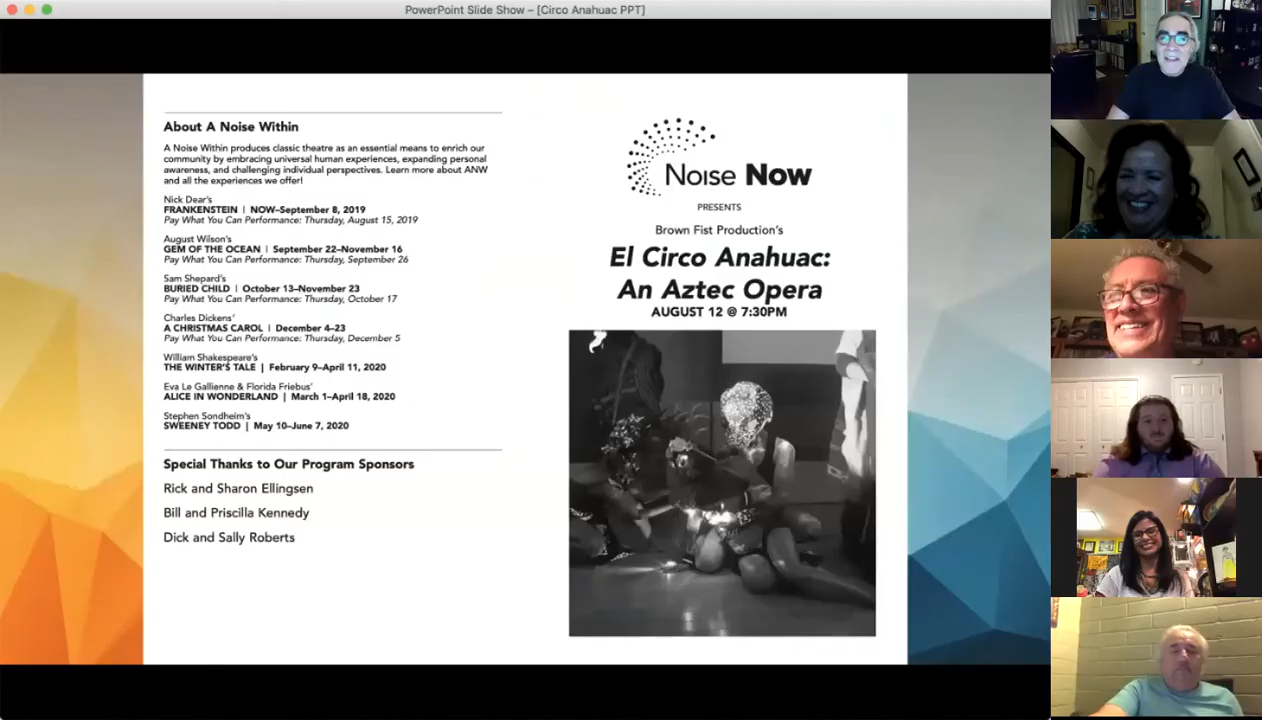 PowerPoint Slide Show – [Circo Anahuac PPT]
About A Noise Within
A Noise Within produces classic theatre as an essential means to enrich our
community by embracing universal human experiences, expanding personal
awareness, and challenging individual perspectives. Learn more about ANW
and all the experiences we offer!
Nick Dear's
FRANKENSTEIN | NOW–September 8, 2019
Pay What You Can Performance: Thursday, August 15, 2019
August Wilson's
GEM OF THE OCEAN | September 22–November 16
Pay What You Can Performance: Thursday, September 26
Sam Shepard's
BURIED CHILD | October 13–November 23
Pay What You Can Performance: Thursday, October 17
Charles Dickens'
A CHRISTMAS CAROL | December 4–23
Pay What You Can Performance: Thursday, December 5
William Shakespeare's
THE WINTER'S TALE | February 9–April 11, 2020
Eva Le Gallienne & Florida Friebus'
ALICE IN WONDERLAND | March 1–April 18, 2020
Stephen Sondheim's
SWEENEY TODD | May 10–June 7, 2020
Special Thanks to Our Program Sponsors
Rick and Sharon Ellingsen
Bill and Priscilla Kennedy
Dick and Sally Roberts
Noise Now
PRESENTS
Brown Fist Production's
El Circo Anahuac:
An Aztec Opera
AUGUST 12 @ 7:30PM